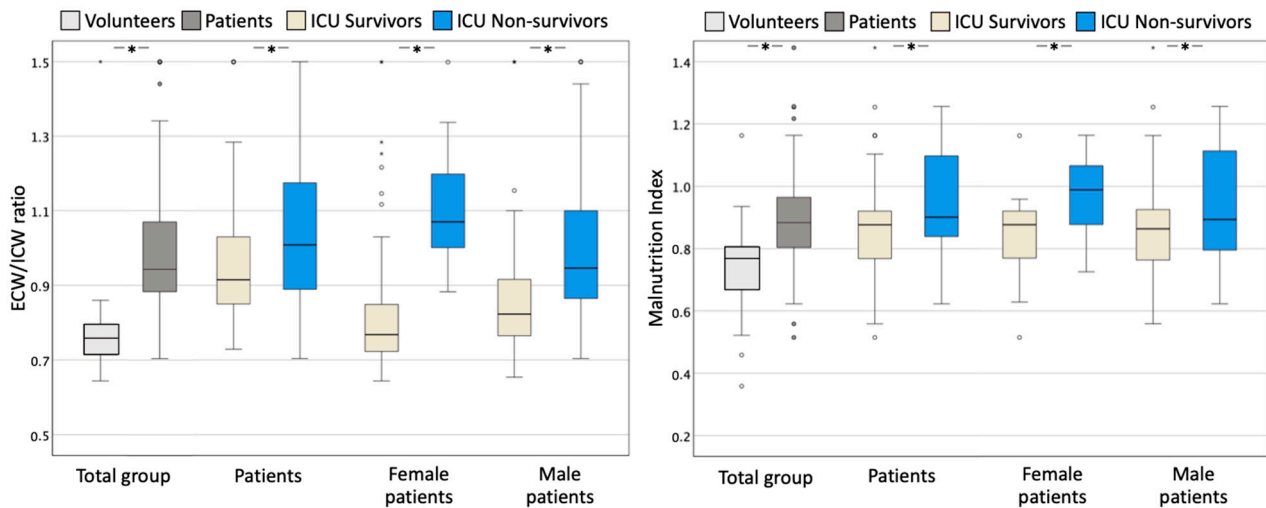 Volunteers Patients ICU Survivors ICU Non-survivors
* * * *
ECW/ICW ratio
1.5
1.3
1.1
0.9
0.7
0.5
Total group Patients Female patients Male patients
Volunteers Patients ICU Survivors ICU Non-survivors
* * * *
Malnutrition Index
1.4
1.2
1.0
0.8
0.6
0.4
0.2
Total group Patients Female patients Male patients